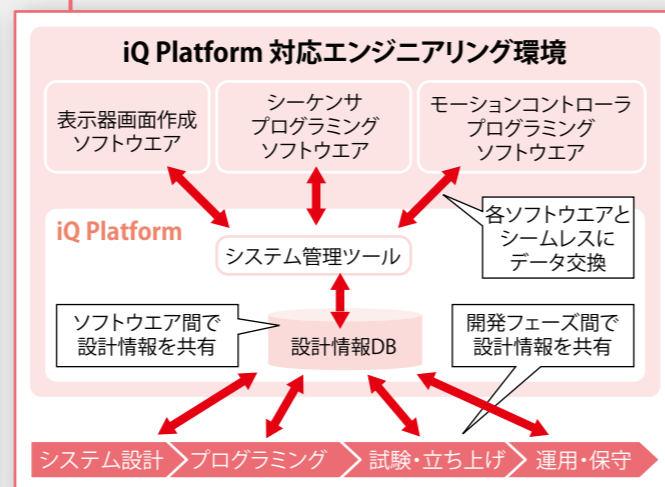 iQ Platform 対応エンジニアリング環境
表示器画面作成
ソフトウエア
シーケンサ
プログラミング
ソフトウエア
モーションコントローラ
プログラミング
ソフトウエア
iQ Platform
システム管理ツール
各ソフトウエアと
シームレスに
データ交換
ソフトウエア間で
設計情報を共有
設計情報DB
開発フェーズ間で
設計情報を共有
システム設計
プログラミング
試験・立ち上げ
運用・保守